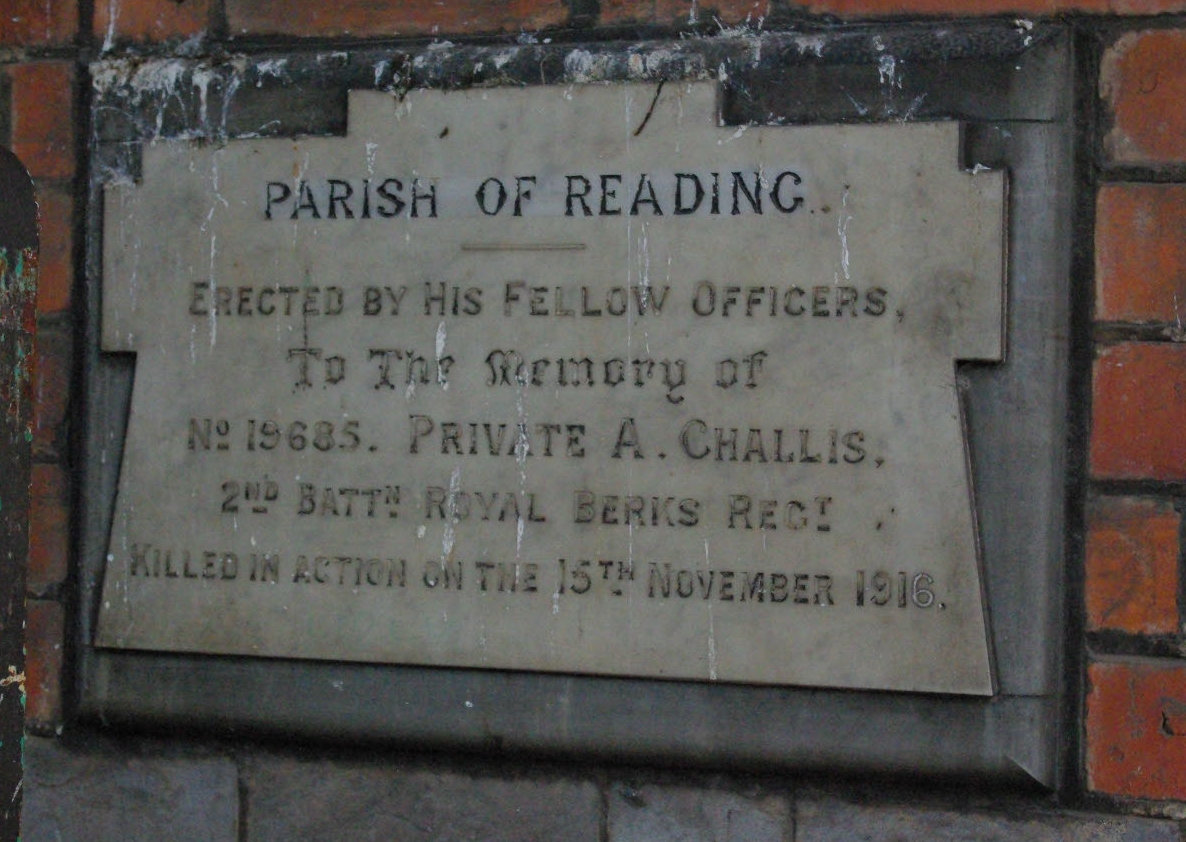 PARISH OF READING.
ERECTED BY HIS FELLOW OFFICERS,
To The Memory of
Nº 19685. PRIVATE A. CHALLIS,
2ND BATTN ROYAL BERKS REGT
KILLED IN ACTION ON THE 15TH NOVEMBER 1916.